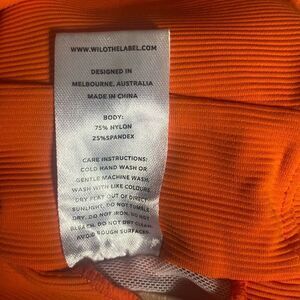 WWW.WILOTHELABEL.COM
DESIGNED IN
MELBOURNE, AUSTRALIA
MADE IN CHINA
BODY:
75% NYLON
25%SPANDEX
CARE INSTRUCTIONS:
COLD HAND WASH OR
GENTLE MACHINE WASH.
WASH WITH LIKE COLOURS.
DRY FLAT OUT OF DIRECT
SUNLIGHT. DO NOT TUMBLE
DRY. DO NOT IRON. DO NOT
BLEACH. DO NOT DRY CLEAN.
AVOID ROUGH SURFACES.